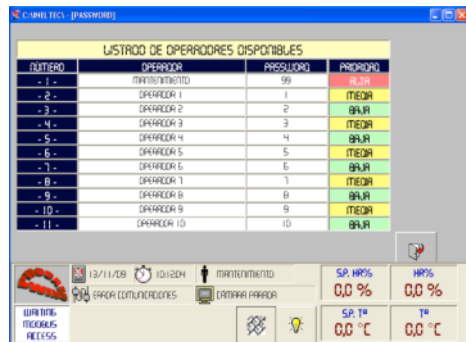 C:\INELTEC\ - [PASSWORD]
LISTADO DE OPERADORES DISPONIBLES
NÚMERO OPERADOR PASSWORD PRIORIDAD
- 1 - MANTENIMIENTO 99 ALTA
- 2 - OPERADOR 1 1 MEDIA
- 3 - OPERADOR 2 2 BAJA
- 4 - OPERADOR 3 3 MEDIA
- 5 - OPERADOR 4 4 BAJA
- 6 - OPERADOR 5 5 MEDIA
- 7 - OPERADOR 6 6 BAJA
- 8 - OPERADOR 7 7 MEDIA
- 9 - OPERADOR 8 8 BAJA
- 10 - OPERADOR 9 9 MEDIA
- 11 - OPERADOR 10 10 BAJA
13/11/09 10:12:04 MANTENIMIENTO S.P. HR% HR%
ERROR COMUNICACIONES CÁMARA PARADA 0,0 % 0,0 %
WAITING
MODBUS
ACCESS
S.P. Tª Tª
0,0 °C 0,0 °C